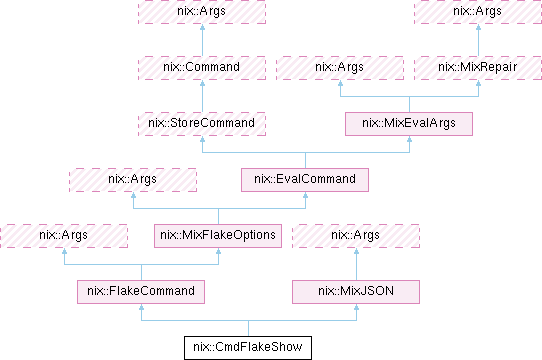 nix::Args nix::Args
nix::Command nix::Args nix::MixRepair
nix::StoreCommand nix::MixEvalArgs
nix::Args nix::EvalCommand
nix::Args nix::MixFlakeOptions nix::Args
nix::FlakeCommand nix::MixJSON
nix::CmdFlakeShow